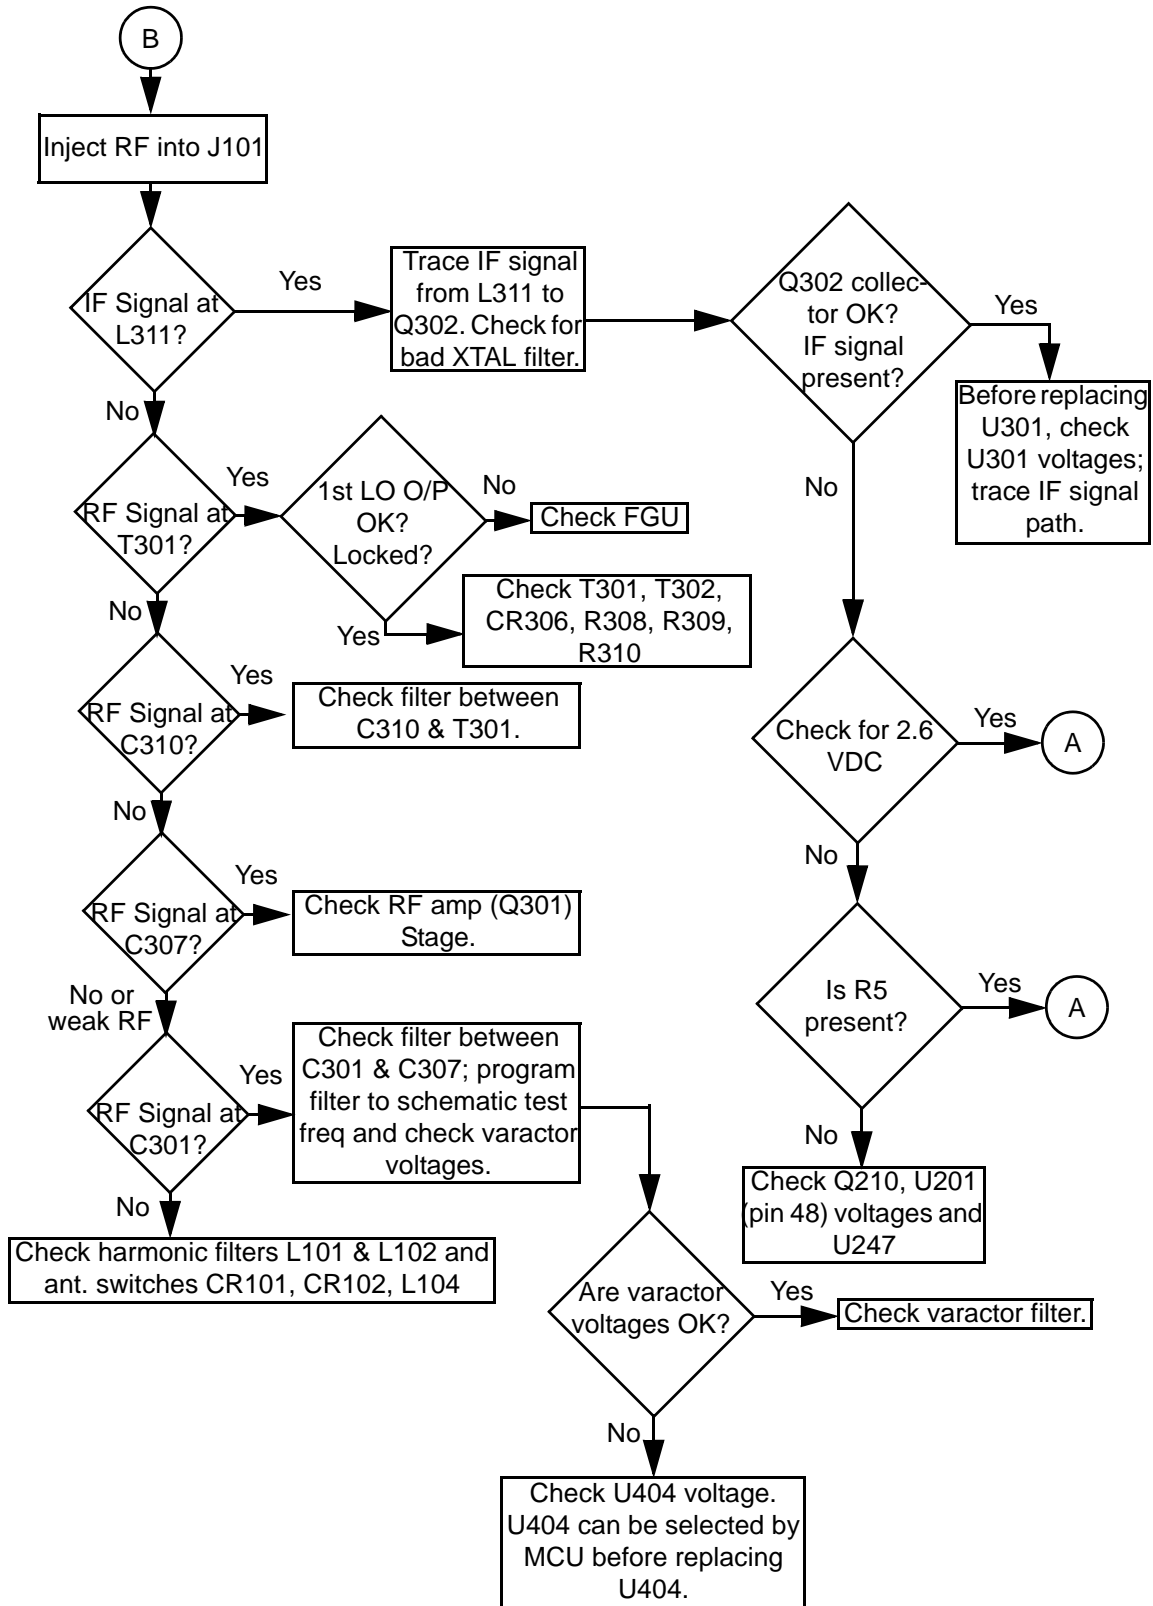 B
Inject RF into J101
IF Signal at
L311?
Yes
Trace IF signal
from L311 to
Q302. Check for
bad XTAL filter.
Q302 collec-
tor OK?
IF signal
present?
Yes
Before replacing
U301, check
U301 voltages;
trace IF signal
path.
No
No
RF Signal at
T301?
Yes
1st LO O/P
OK?
Locked?
No
Check FGU
Yes
Check T301, T302,
CR306, R308, R309,
R310
No
RF Signal at
C310?
Yes
Check filter between
C310 & T301.
Check for 2.6
VDC
Yes
A
No
No
RF Signal at
C307?
Yes
Check RF amp (Q301)
Stage.
Is R5
present?
Yes
A
No or
weak RF
RF Signal at
C301?
Yes
Check filter between
C301 & C307; program
filter to schematic test
freq and check varactor
voltages.
No
Check Q210, U201
(pin 48) voltages and
U247
No
Check harmonic filters L101 & L102 and
ant. switches CR101, CR102, L104
Are varactor
voltages OK?
Yes
Check varactor filter.
No
Check U404 voltage.
U404 can be selected by
MCU before replacing
U404.